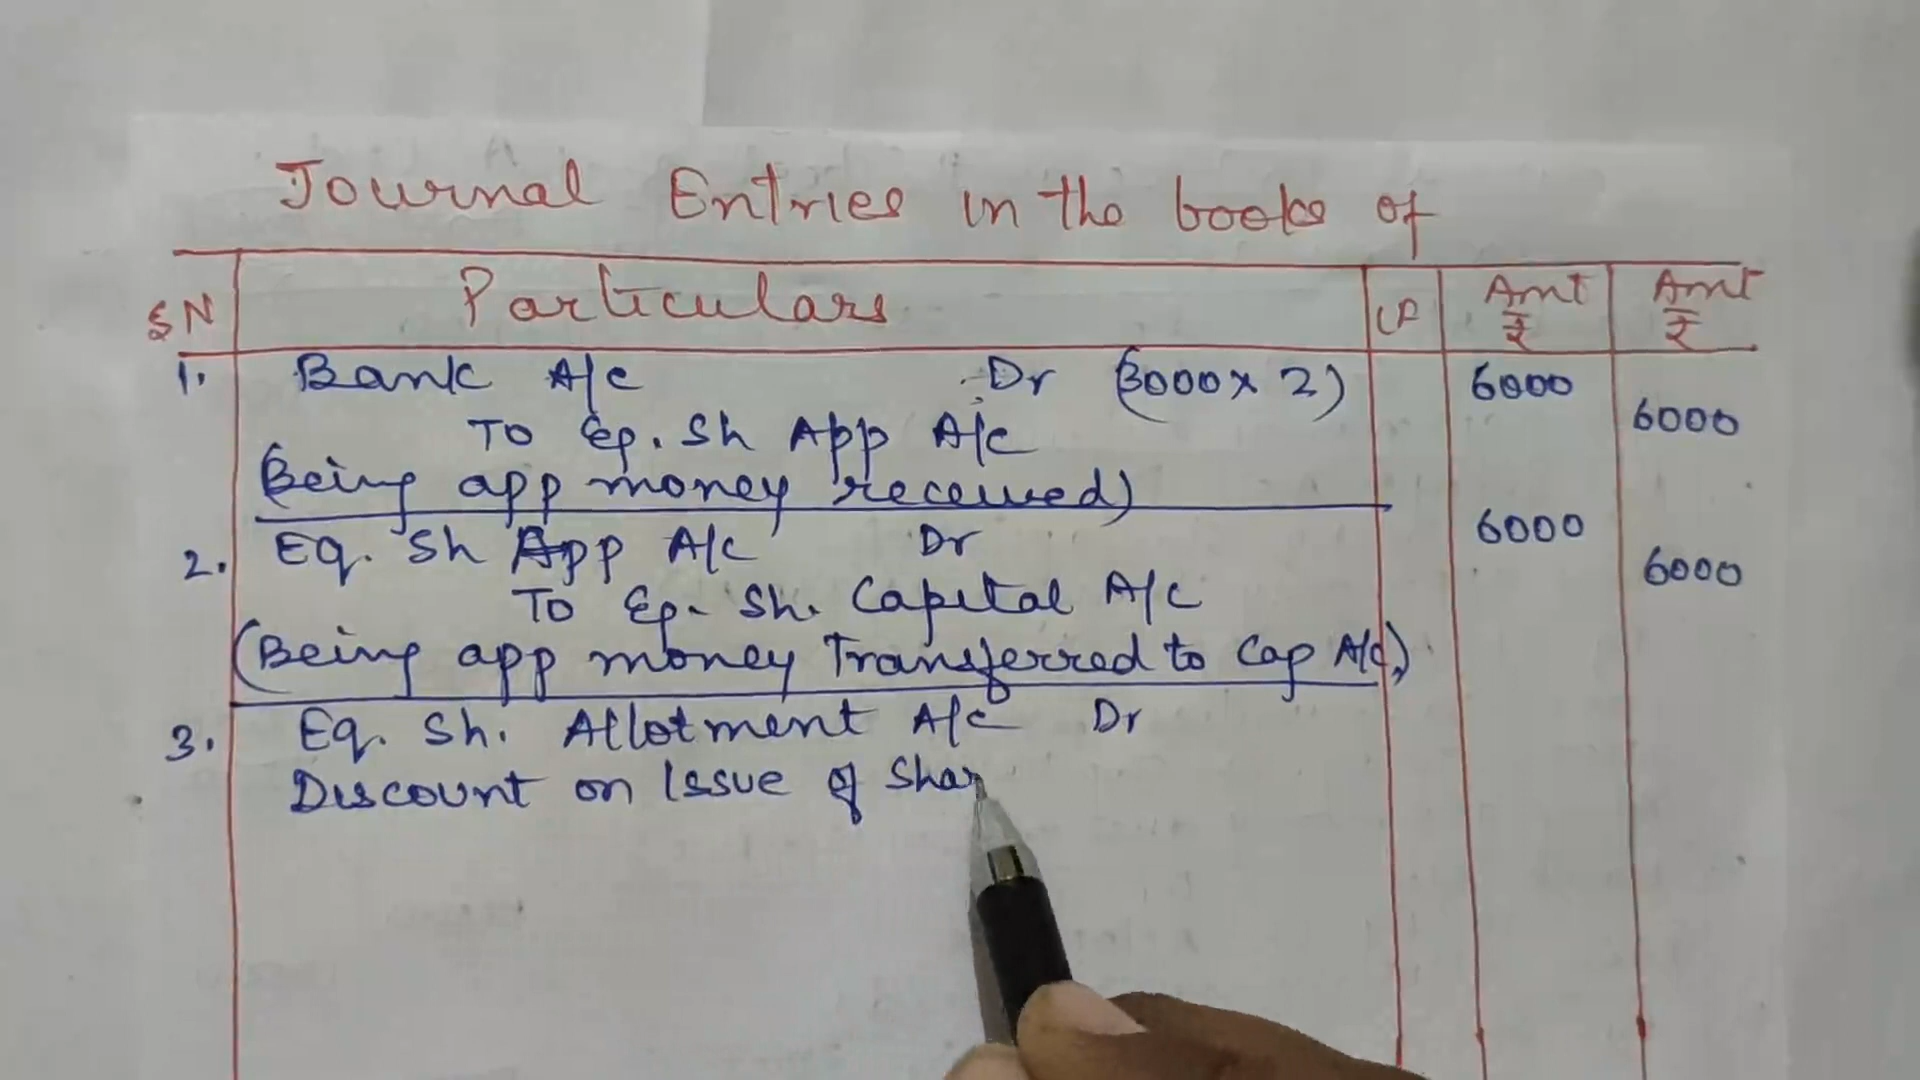 Journal Entries in the books of
SN Particulars LF Amt ₹ Amt ₹
1. Bank A/c Dr (3000 x 2) 6000
To Eq. Sh App A/c 6000
(Being app money received)
2. Eq. Sh App A/c Dr 6000
To Eq. Sh. Capital A/c 6000
(Being app money Transferred to Cap A/c)
3. Eq. Sh. Allotment A/c Dr
Discount on Issue of Shar